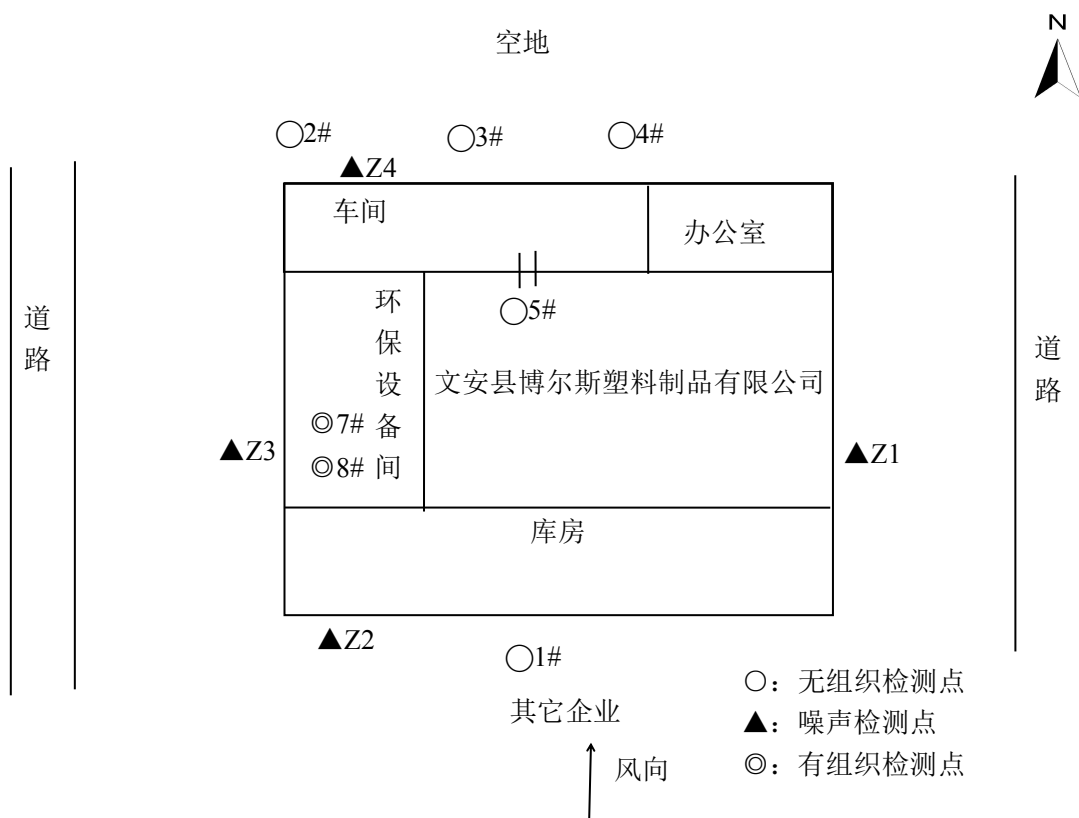 N
空地
○2#
○3#
○4#
▲Z4
车间
办公室
道路
环保设备间
○5#
道路
文安县博尔斯塑料制品有限公司
◎7#
◎8#
▲Z3
▲Z1
库房
▲Z2
○1#
其它企业
风向
○：无组织检测点
▲：噪声检测点
◎：有组织检测点